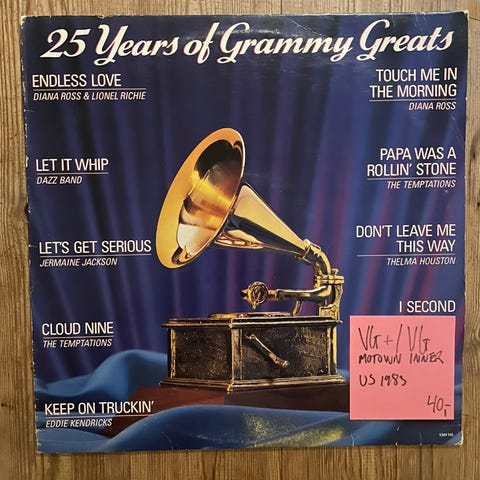 25 Years of Grammy Greats
ENDLESS LOVE
DIANA ROSS & LIONEL RICHIE
LET IT WHIP
DAZZ BAND
LET'S GET SERIOUS
JERMAINE JACKSON
CLOUD NINE
THE TEMPTATIONS
KEEP ON TRUCKIN'
EDDIE KENDRICKS
TOUCH ME IN
THE MORNING
DIANA ROSS
PAPA WAS A
ROLLIN' STONE
THE TEMPTATIONS
DON'T LEAVE ME
THIS WAY
THELMA HOUSTON
I SECOND
VG+/VG
MOTOWN INNER
US 1983
40,-